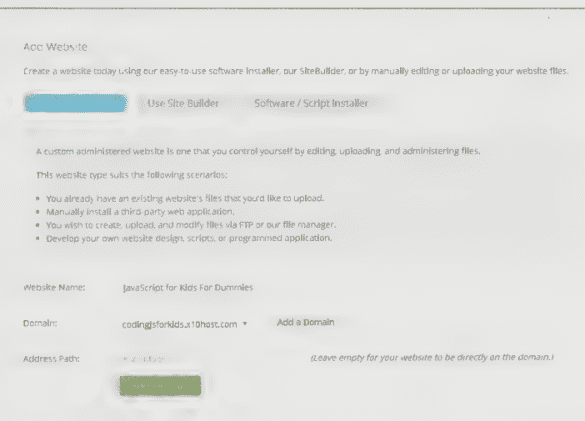 Add Website
Create a website today using our easy-to-use software installer, our SiteBuilder, or by manually editing or uploading your website files.
Use Site Builder Software / Script Installer
A custom administered website is one that you control yourself by editing, uploading, and administering files.
This website type suits the following scenarios:
• You already have an existing website's files that you'd like to upload.
• Manually install a third-party web application.
• You wish to create, upload, and modify files via FTP or our file manager.
• Develop your own website design, scripts, or programmed application.
Website Name: JavaScript for Kids For Dummies
Domain: codingjsforkids.x10host.com ▾ Add a Domain
Address Path: (Leave empty for your website to be directly on the domain.)